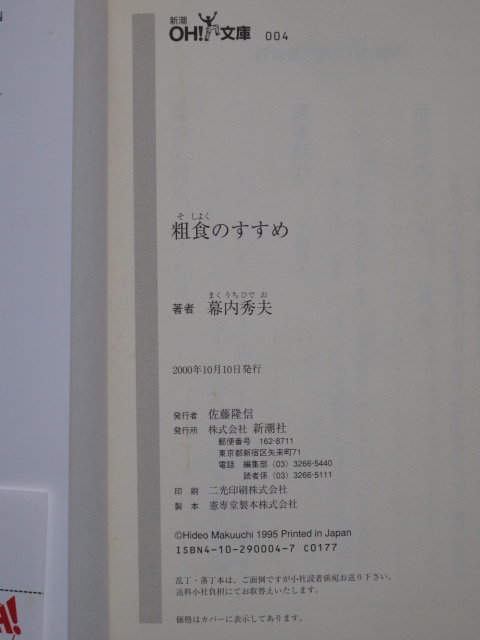 新潮
OH!文庫 004
そしよく
粗食のすすめ
まくうちひでお
著者 幕内秀夫
2000年10月10日発行
発行者 佐藤隆信
発行所 株式会社 新潮社
郵便番号 162-8711
東京都新宿区矢来町71
電話 編集部(03)3266-5440
読者係(03)3266-5111
印刷 二光印刷株式会社
製本 憲専堂製本株式会社
©Hideo Makuuchi 1995 Printed in Japan
ISBN4-10-290004-7 C0177
乱丁・落丁本は、ご面倒ですが小社読者係宛お送り下さい。
送料小社負担にてお取替えいたします。
価格はカバーに表示してあります。
H!